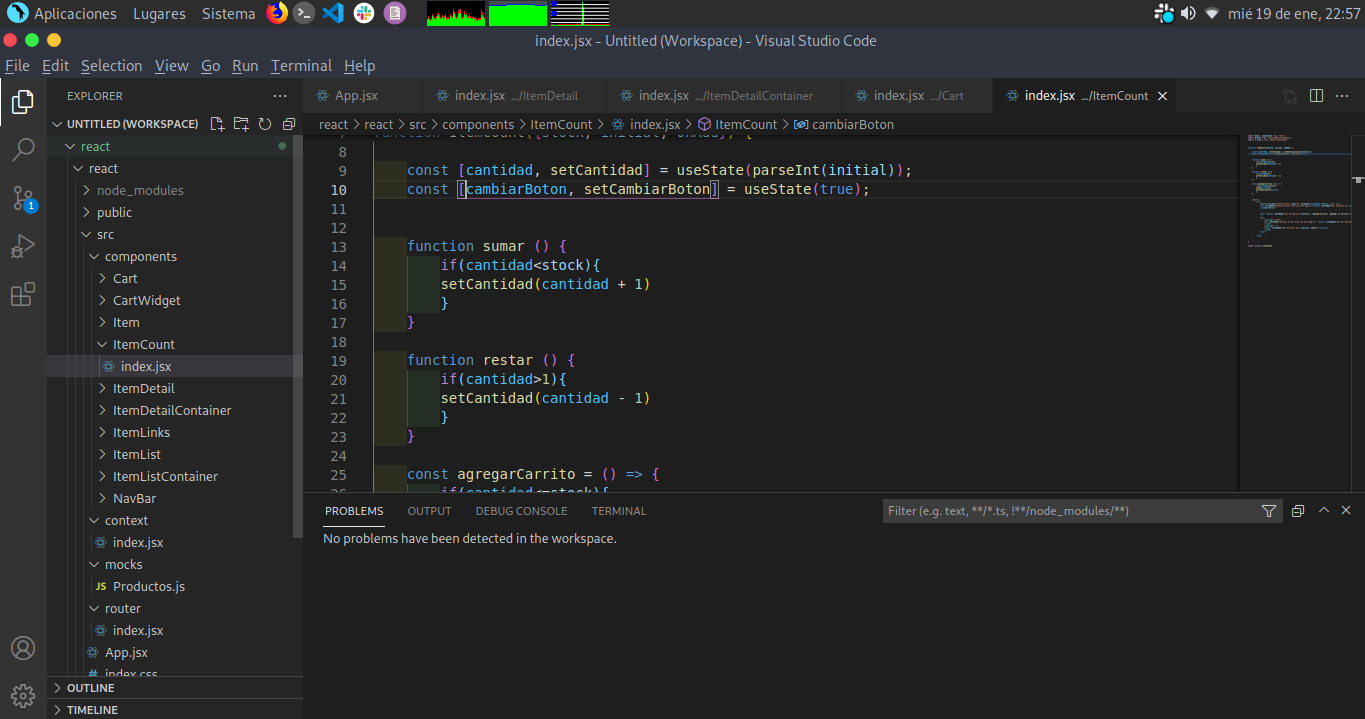 Aplicaciones Lugares Sistema mié 19 de ene, 22:57
index.jsx - Untitled (Workspace) - Visual Studio Code
File Edit Selection View Go Run Terminal Help
EXPLORER
UNTITLED (WORKSPACE)
react
react
node_modules
public
src
components
Cart
CartWidget
Item
ItemCount
index.jsx
ItemDetail
ItemDetailContainer
ItemLinks
ItemList
ItemListContainer
NavBar
context
index.jsx
mocks
JS Productos.js
router
index.jsx
App.jsx
# index.css
OUTLINE
TIMELINE
1
App.jsx index.jsx .../ItemDetail index.jsx .../ItemDetailContainer index.jsx .../Cart index.jsx .../ItemCount
react > react > src > components > ItemCount > index.jsx > ItemCount > cambiarBoton
8
9 const [cantidad, setCantidad] = useState(parseInt(initial));
10 const [cambiarBoton, setCambiarBoton] = useState(true);
11
12
13 function sumar () {
14 if(cantidad<stock){
15 setCantidad(cantidad + 1)
16 }
17 }
18
19 function restar () {
20 if(cantidad>1){
21 setCantidad(cantidad - 1)
22 }
23 }
24
25 const agregarCarrito = () => {
26 if(cantidad<=stock){
PROBLEMS OUTPUT DEBUG CONSOLE TERMINAL Filter (e.g. text, **/*.ts, !**/node_modules/**)
No problems have been detected in the workspace.